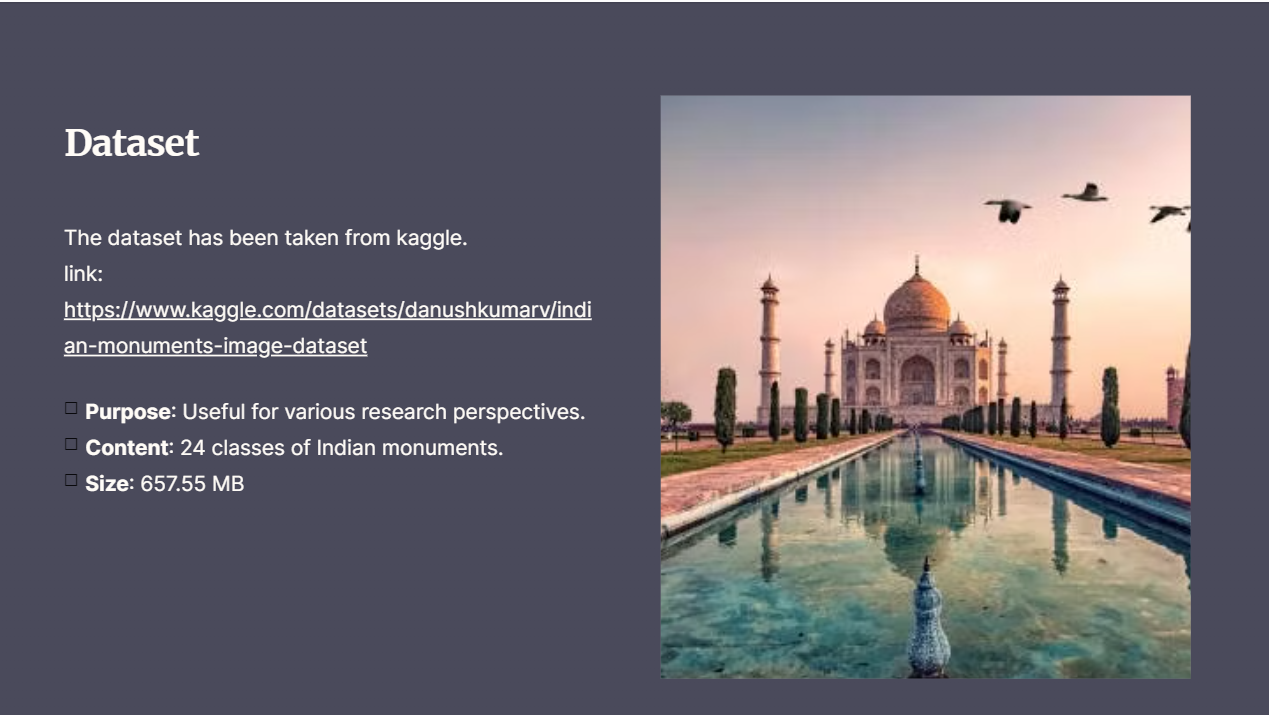 Dataset
The dataset has been taken from kaggle.
link:
https://www.kaggle.com/datasets/danushkumarv/indi
an-monuments-image-dataset
Purpose: Useful for various research perspectives.
Content: 24 classes of Indian monuments.
Size: 657.55 MB